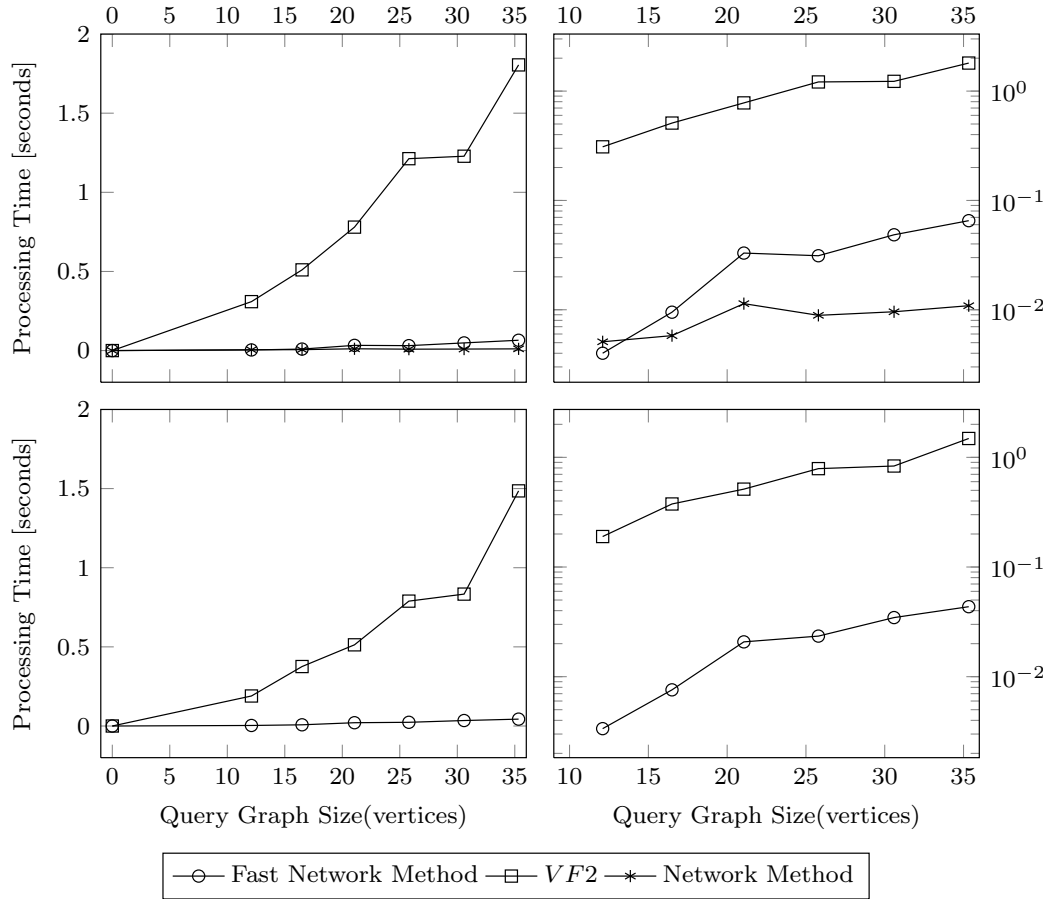 0 5 10 15 20 25 30 35
10 15 20 25 30 35
2
1.5
1
0.5
0
Processing Time [seconds]
10^0
10^-1
10^-2
2
1.5
1
0.5
0
Processing Time [seconds]
10^0
10^-1
10^-2
0 5 10 15 20 25 30 35
10 15 20 25 30 35
Query Graph Size(vertices)
Query Graph Size(vertices)
Fast Network Method VF2 Network Method